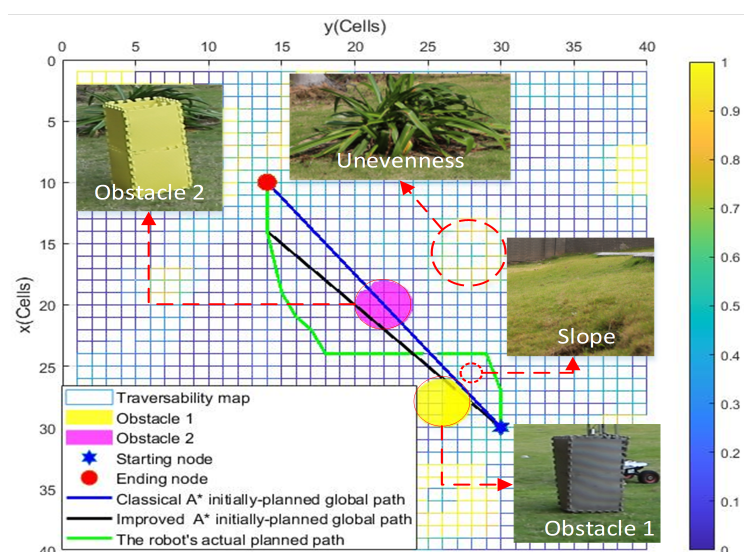 y(Cells)
0 5 10 15 20 25 30 35 40
0
5
10
15
20
25
30
35
40
x(Cells)
1
0.9
0.8
0.7
0.6
0.5
0.4
0.3
0.2
0.1
0
Obstacle 2
Unevenness
Slope
Obstacle 1
Traversability map
Obstacle 1
Obstacle 2
Starting node
Ending node
Classical A* initially-planned global path
Improved A* initially-planned global path
The robot's actual planned path